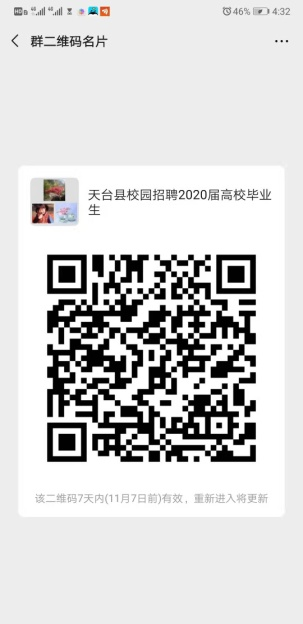 46% 4:32
群二维码名片
天台县校园招聘2020届高校毕业
生
该二维码7天内(11月7日前)有效，重新进入将更新